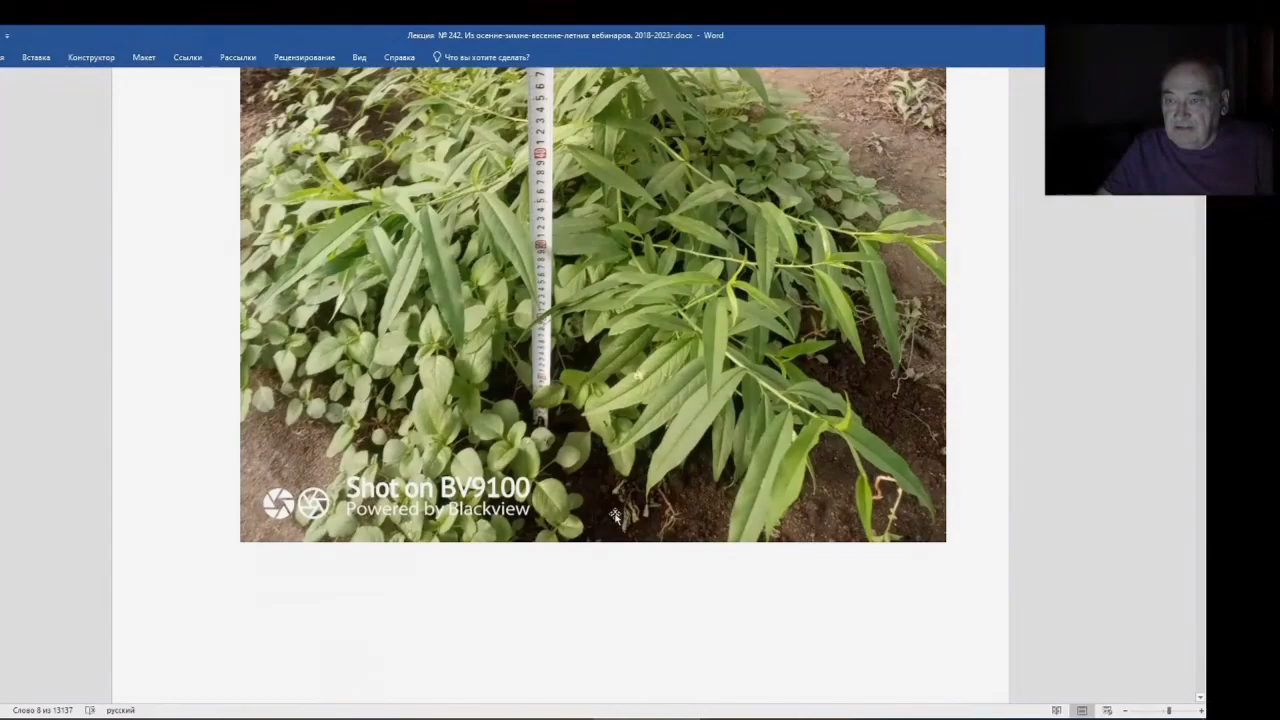 Лекция № 242. Из осенне-зимне-весенне-летних вебинаров. 2018-2023г.docx - Word
Вставка Конструктор Макет Ссылки Рассылки Рецензирование Вид Справка Что вы хотите сделать?
Shot on BV9100
Powered by Blackview
Слово 8 из 13137 русский